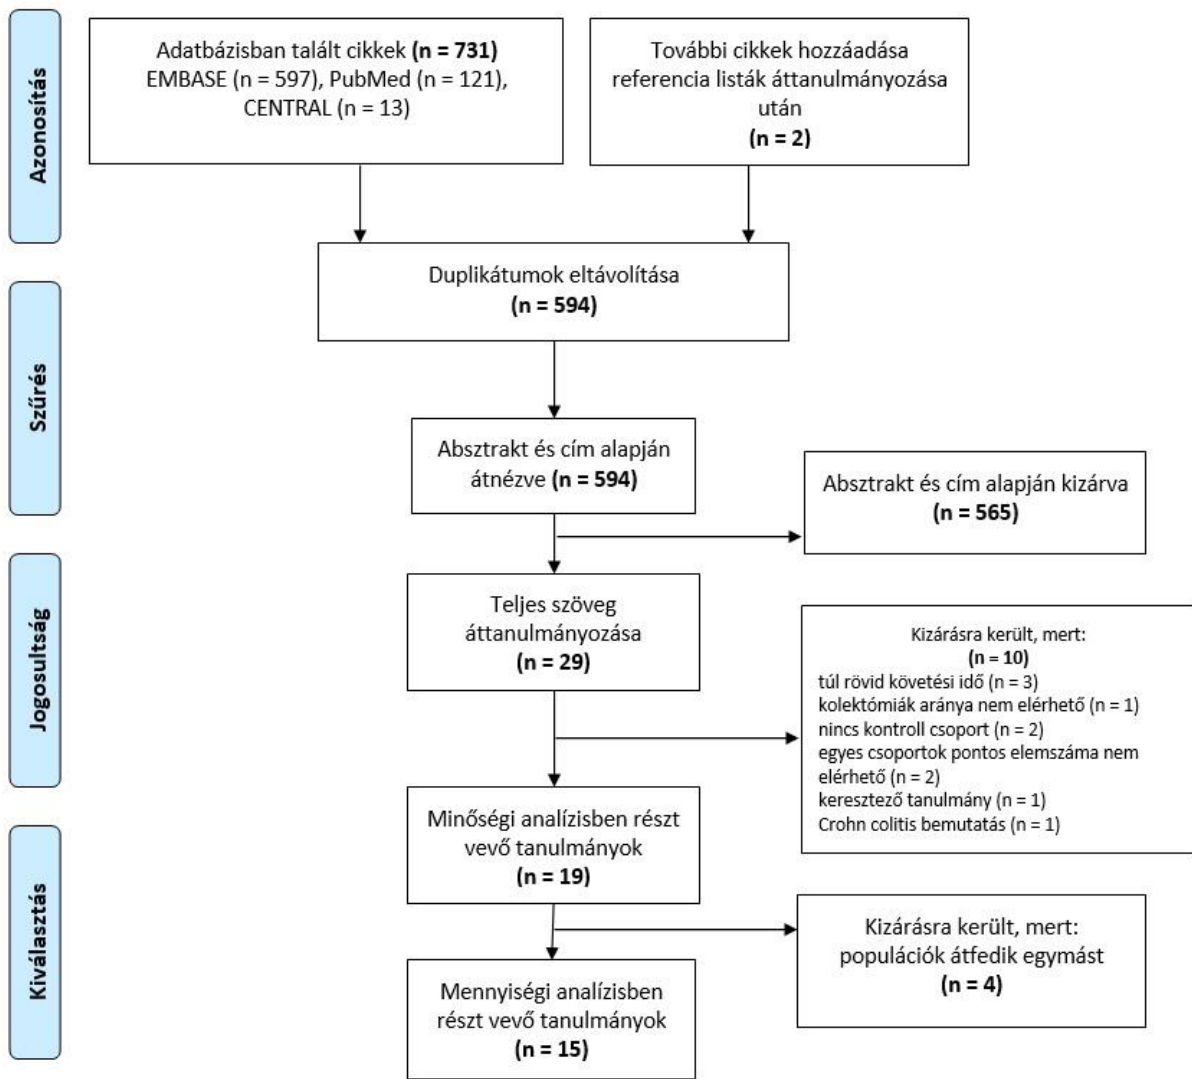 Azonosítás
Adatbázisban talált cikkek (n = 731)
EMBASE (n = 597), PubMed (n = 121),
CENTRAL (n = 13)
További cikkek hozzáadása
referencia listák áttanulmányozása
után
(n = 2)
Duplikátumok eltávolítása
(n = 594)
Szűrés
Absztrakt és cím alapján
átnézve (n = 594)
Absztrakt és cím alapján kizárva
(n = 565)
Jogosultság
Teljes szöveg
áttanulmányozása
(n = 29)
Kizárásra került, mert:
(n = 10)
túl rövid követési idő (n = 3)
kolektómiák aránya nem elérhető (n = 1)
nincs kontroll csoport (n = 2)
egyes csoportok pontos elemszáma nem
elérhető (n = 2)
keresztező tanulmány (n = 1)
Crohn colitis bemutatás (n = 1)
Kiválasztás
Minőségi analízisben részt
vevő tanulmányok
(n = 19)
Kizárásra került, mert:
populációk átfedik egymást
(n = 4)
Mennyiségi analízisben
részt vevő tanulmányok
(n = 15)